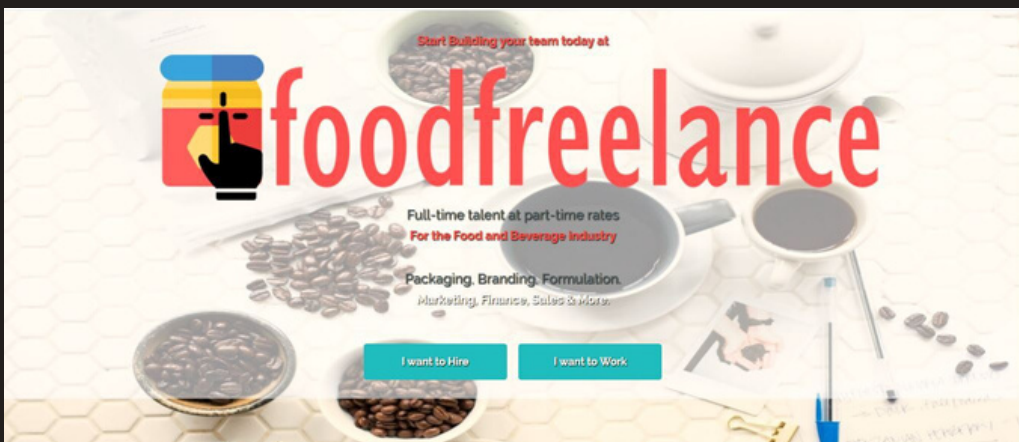 Start Building your team today at
foodfreelance
Full-time talent at part-time rates
For the Food and Beverage Industry
Packaging, Branding, Formulation.
Marketing, Finance, Sales & More.
I want to Hire
I want to Work